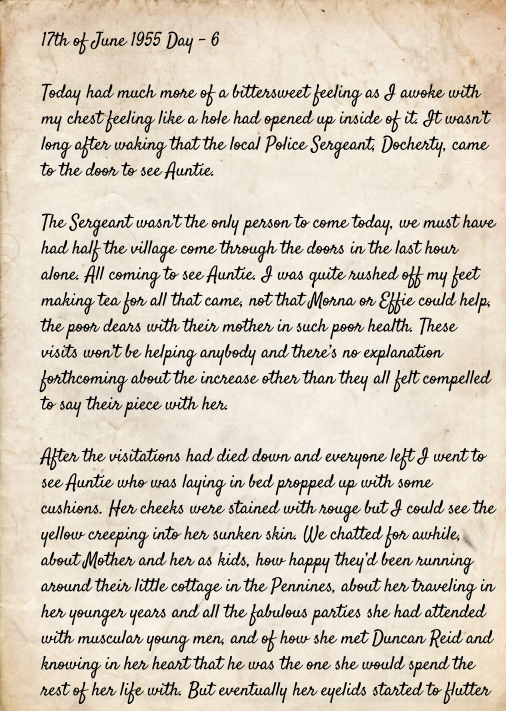 17th of June 1955 Day - 6
Today had much more of a bittersweet feeling as I awoke with
my chest feeling like a hole had opened up inside of it. It wasn't
long after waking that the local Police Sergeant, Docherty, came
to the door to see Auntie.
The Sergeant wasn't the only person to come today, we must have
had half the village come through the doors in the last hour
alone. All coming to see Auntie. I was quite rushed off my feet
making tea for all that came, not that Morna or Effie could help,
the poor dears with their mother in such poor health. These
visits won't be helping anybody and there's no explanation
forthcoming about the increase other than they all felt compelled
to say their piece with her.
After the visitations had died down and everyone left I went to
see Auntie who was laying in bed propped up with some
cushions. Her cheeks were stained with rouge but I could see the
yellow creeping into her sunken skin. We chatted for awhile,
about Mother and her as kids, how happy they'd been running
around their little cottage in the Pennines, about her traveling in
her younger years and all the fabulous parties she had attended
with muscular young men, and of how she met Duncan Reid and
knowing in her heart that he was the one she would spend the
rest of her life with. But eventually her eyelids started to flutter